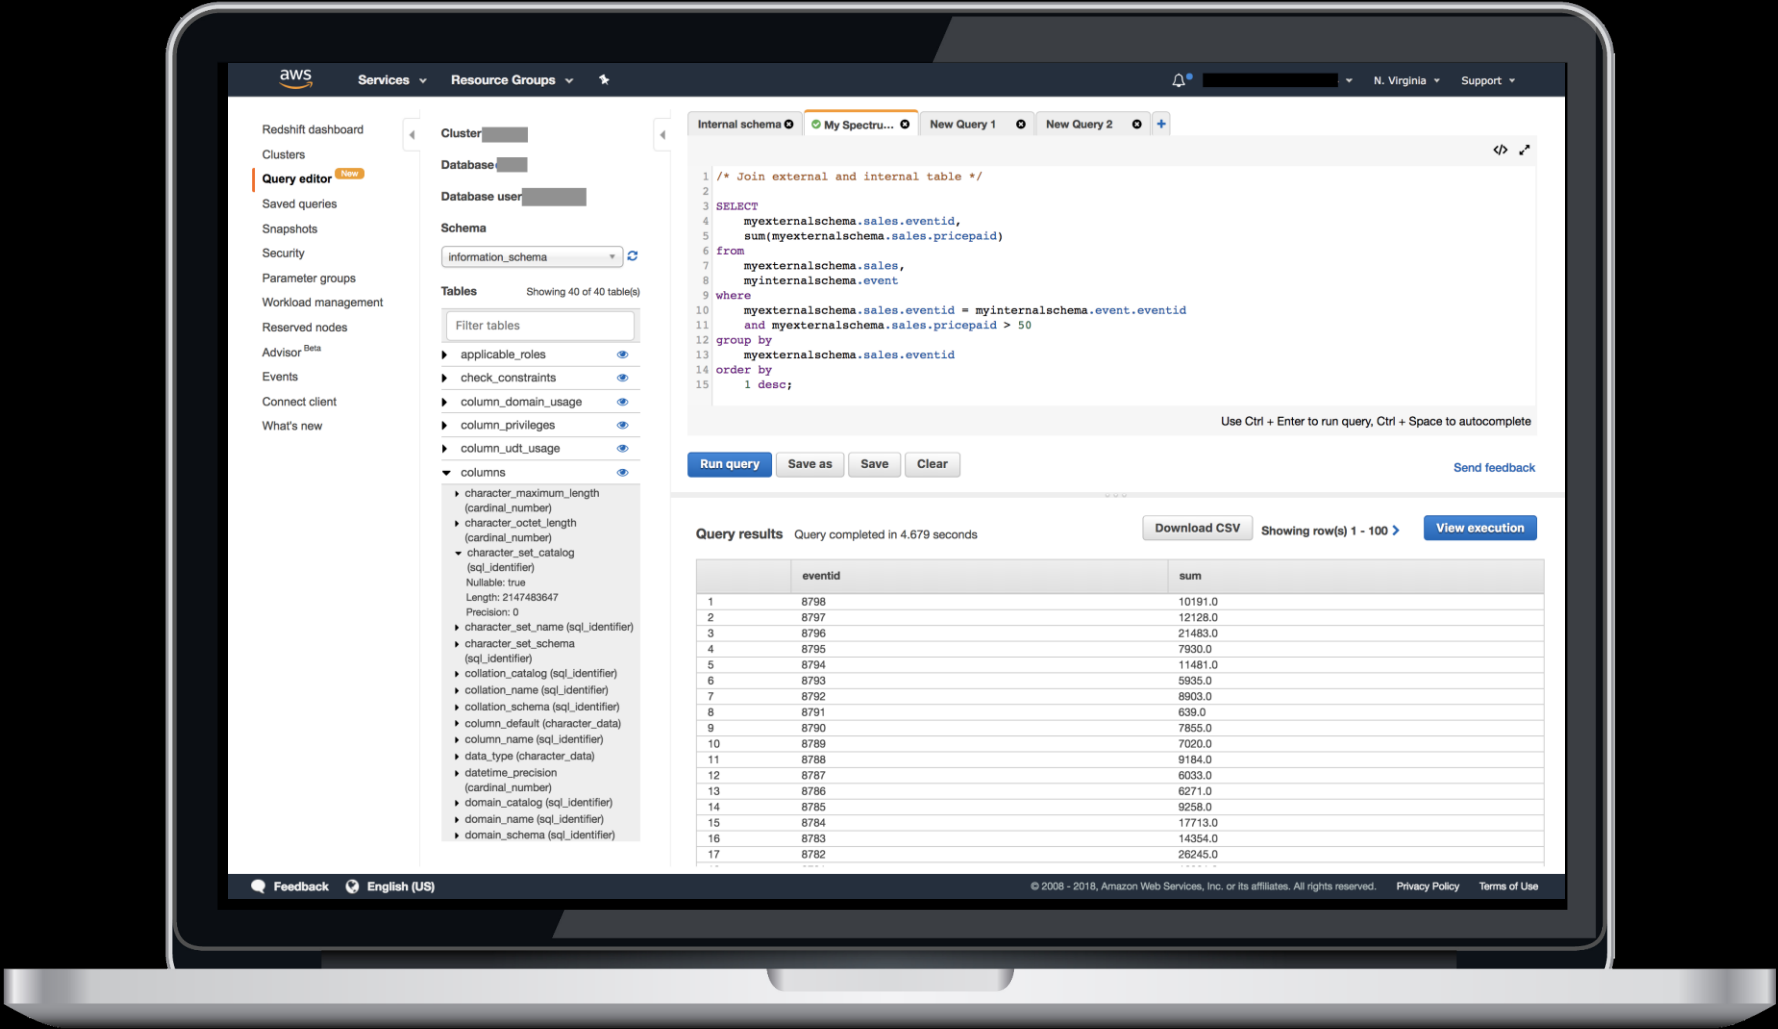 aws Services Resource Groups N. Virginia Support
Redshift dashboard
Clusters
Query editor New
Saved queries
Snapshots
Security
Parameter groups
Workload management
Reserved nodes
Advisor Beta
Events
Connect client
What's new
Cluster
Database
Database user
Schema
information_schema
Tables Showing 40 of 40 table(s)
Filter tables
applicable_roles
check_constraints
column_domain_usage
column_privileges
column_udt_usage
columns
character_maximum_length
(cardinal_number)
character_octet_length
(cardinal_number)
character_set_catalog
(sql_identifier)
Nullable: true
Length: 2147483647
Precision: 0
character_set_name (sql_identifier)
character_set_schema
(sql_identifier)
collation_catalog (sql_identifier)
collation_name (sql_identifier)
collation_schema (sql_identifier)
column_default (character_data)
column_name (sql_identifier)
data_type (character_data)
datetime_precision
(cardinal_number)
domain_catalog (sql_identifier)
domain_name (sql_identifier)
domain_schema (sql_identifier)
Internal schema My Spectru... New Query 1 New Query 2 +
1 /* Join external and internal table */
2
3 SELECT
4 myexternalschema.sales.eventid,
5 sum(myexternalschema.sales.pricepaid)
6 from
7 myexternalschema.sales,
8 myinternalschema.event
9 where
10 myexternalschema.sales.eventid = myinternalschema.event.eventid
11 and myexternalschema.sales.pricepaid > 50
12 group by
13 myexternalschema.sales.eventid
14 order by
15 1 desc;
Use Ctrl + Enter to run query, Ctrl + Space to autocomplete
Run query Save as Save Clear Send feedback
Query results Query completed in 4.679 seconds Download CSV Showing row(s) 1 - 100 View execution
eventid sum
1 8798 10191.0
2 8797 12128.0
3 8796 21483.0
4 8795 7930.0
5 8794 11481.0
6 8793 5935.0
7 8792 8903.0
8 8791 639.0
9 8790 7855.0
10 8789 7020.0
11 8788 9184.0
12 8787 6033.0
13 8786 6271.0
14 8785 9258.0
15 8784 17713.0
16 8783 14354.0
17 8782 26245.0
Feedback English (US) © 2008 - 2018, Amazon Web Services, Inc. or its affiliates. All rights reserved. Privacy Policy Terms of Use